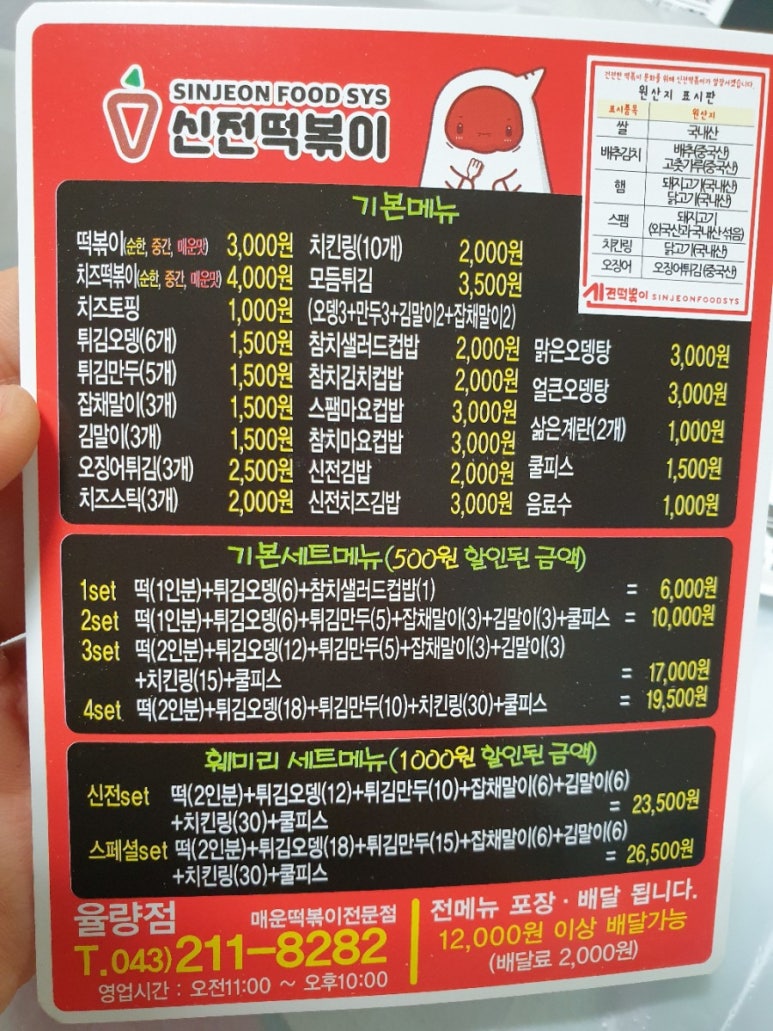 SINJEON FOOD SYS
신전떡볶이
건전한 떡볶이 문화를 위해 신전떡볶이가 앞장서겠습니다.
원산지 표시판
표시품목 원산지
쌀 국내산
배추김치 배추(중국산)
고춧가루(중국산)
햄 돼지고기(국내산)
닭고기(국내산)
스팸 돼지고기
(외국산과 국내산 섞음)
치킨링 닭고기(국내산)
오징어 오징어튀김(중국산)
신전떡볶이 SINJEONFOODSYS
기본메뉴
떡볶이(순한, 중간, 매운맛) 3,000원
치즈떡볶이(순한, 중간, 매운맛) 4,000원
치즈토핑 1,000원
튀김오뎅(6개) 1,500원
튀김만두(5개) 1,500원
잡채말이(3개) 1,500원
김말이(3개) 1,500원
오징어튀김(3개) 2,500원
치즈스틱(3개) 2,000원
치킨링(10개) 2,000원
모듬튀김 3,500원
(오뎅3+만두3+김말이2+잡채말이2)
참치샐러드컵밥 2,000원
참치김치컵밥 2,000원
스팸마요컵밥 3,000원
참치마요컵밥 3,000원
신전김밥 2,000원
신전치즈김밥 3,000원
맑은오뎅탕 3,000원
얼큰오뎅탕 3,000원
삶은계란(2개) 1,000원
쿨피스 1,500원
음료수 1,000원
기본세트메뉴(500원 할인된 금액)
1set 떡(1인분)+튀김오뎅(6)+참치샐러드컵밥(1) = 6,000원
2set 떡(1인분)+튀김오뎅(6)+튀김만두(5)+잡채말이(3)+김말이(3)+쿨피스 = 10,000원
3set 떡(2인분)+튀김오뎅(12)+튀김만두(5)+잡채말이(3)+김말이(3)
+치킨링(15)+쿨피스 = 17,000원
4set 떡(2인분)+튀김오뎅(18)+튀김만두(10)+치킨링(30)+쿨피스 = 19,500원
훼미리 세트메뉴(1000원 할인된 금액)
신전set 떡(2인분)+튀김오뎅(12)+튀김만두(10)+잡채말이(6)+김말이(6)
+치킨링(30)+쿨피스 = 23,500원
스페셜set 떡(2인분)+튀김오뎅(18)+튀김만두(15)+잡채말이(6)+김말이(6)
+치킨링(30)+쿨피스 = 26,500원
율량점 매운떡볶이전문점
T.043)211-8282
영업시간 : 오전11:00 ~ 오후10:00
전메뉴 포장·배달 됩니다.
12,000원 이상 배달가능
(배달료 2,000원)